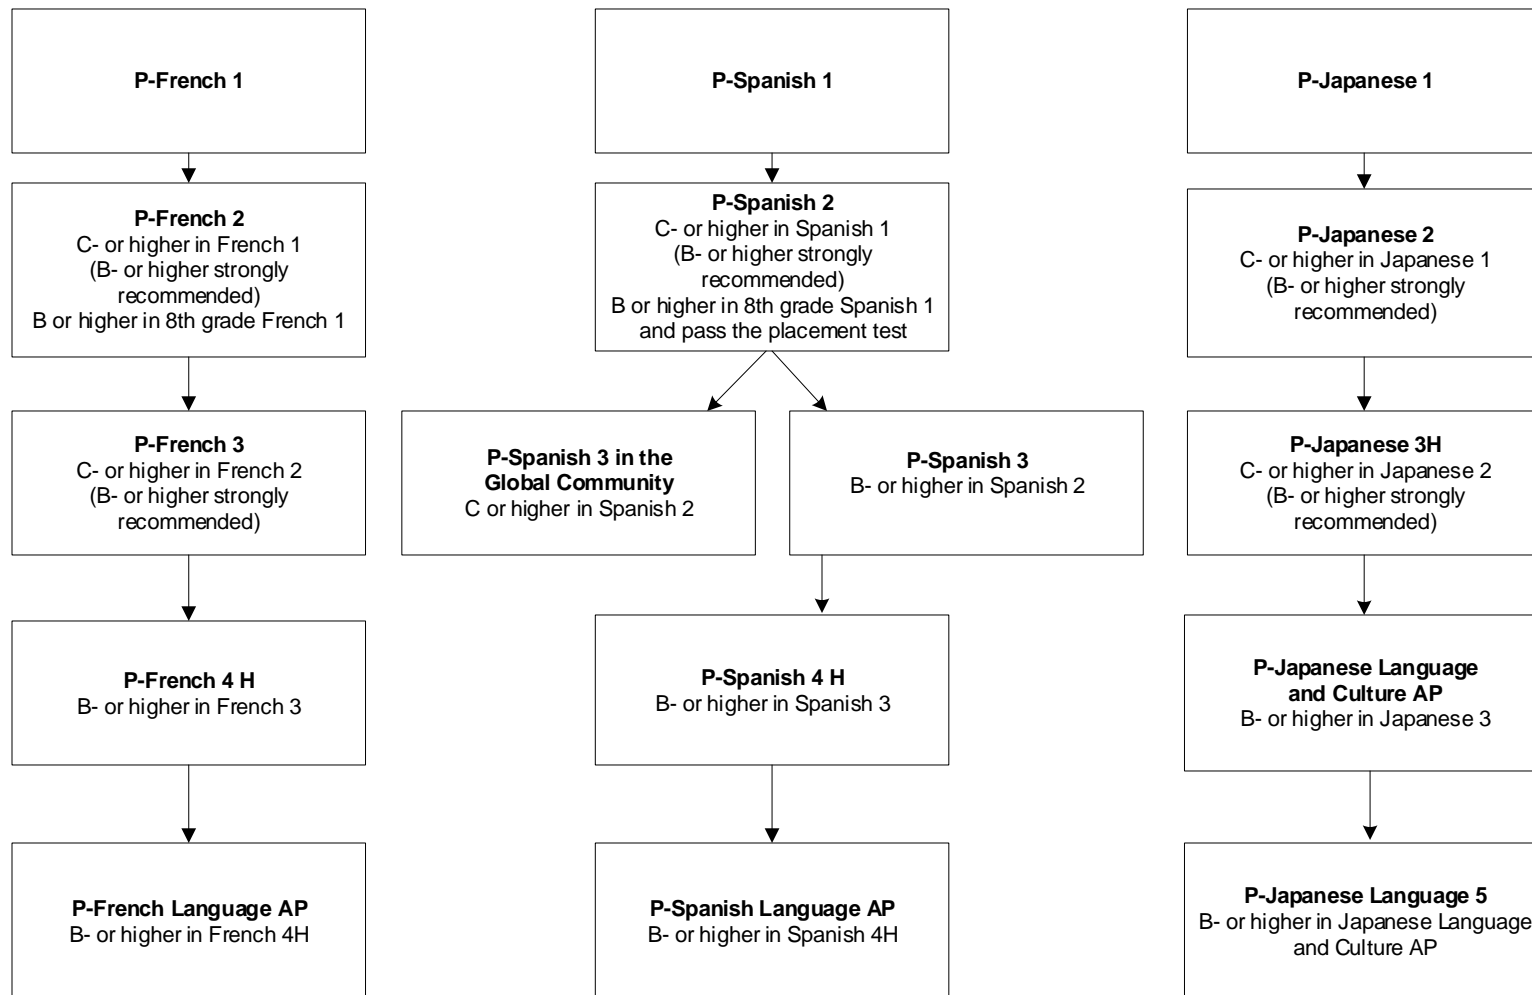 P-French 1
P-Spanish 1
P-Japanese 1
P-French 2
C- or higher in French 1
(B- or higher strongly
recommended)
B or higher in 8th grade French 1
P-Spanish 2
C- or higher in Spanish 1
(B- or higher strongly
recommended)
B or higher in 8th grade Spanish 1
and pass the placement test
P-Japanese 2
C- or higher in Japanese 1
(B- or higher strongly
recommended)
P-French 3
C- or higher in French 2
(B- or higher strongly
recommended)
P-Spanish 3 in the
Global Community
C or higher in Spanish 2
P-Spanish 3
B- or higher in Spanish 2
P-Japanese 3H
C- or higher in Japanese 2
(B- or higher strongly
recommended)
P-French 4 H
B- or higher in French 3
P-Spanish 4 H
B- or higher in Spanish 3
P-Japanese Language
and Culture AP
B- or higher in Japanese 3
P-French Language AP
B- or higher in French 4H
P-Spanish Language AP
B- or higher in Spanish 4H
P-Japanese Language 5
B- or higher in Japanese Language
and Culture AP